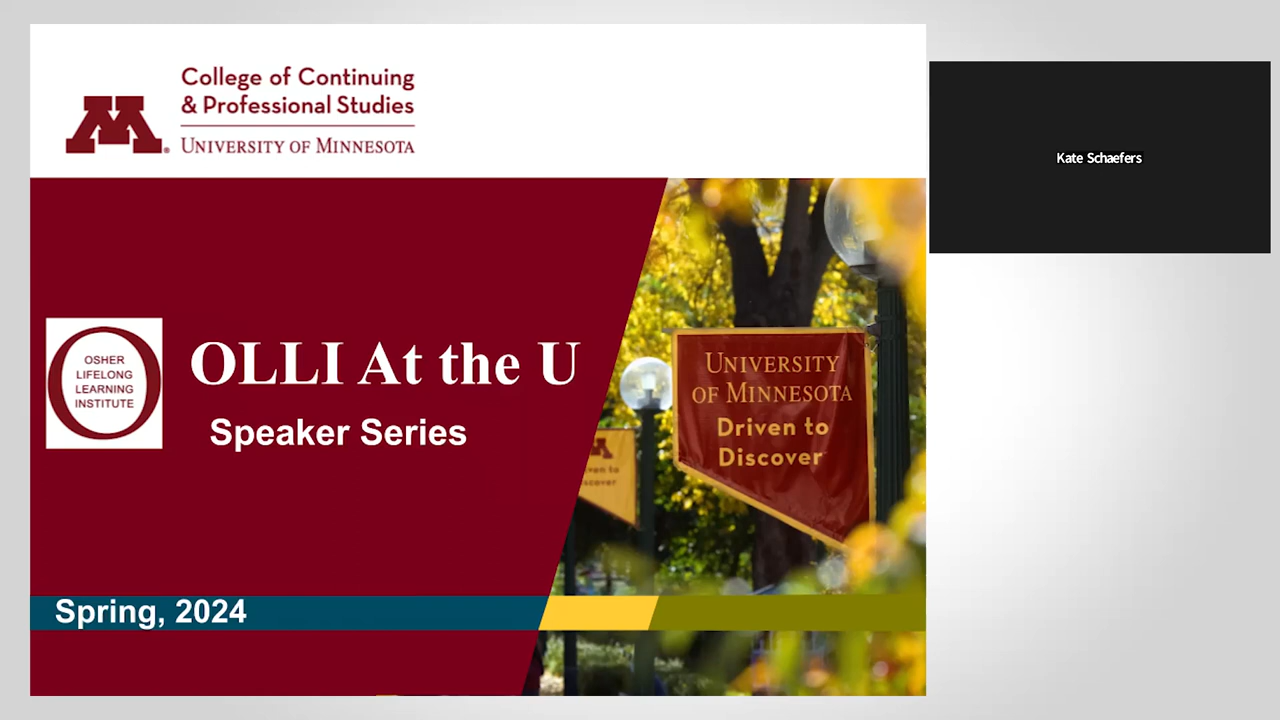 College of Continuing
& Professional Studies
UNIVERSITY OF MINNESOTA
Kate Schaefers
OSHER
LIFELONG
LEARNING
INSTITUTE
OLLI At the U
Speaker Series
UNIVERSITY
OF MINNESOTA
Driven to
Discover
Spring, 2024